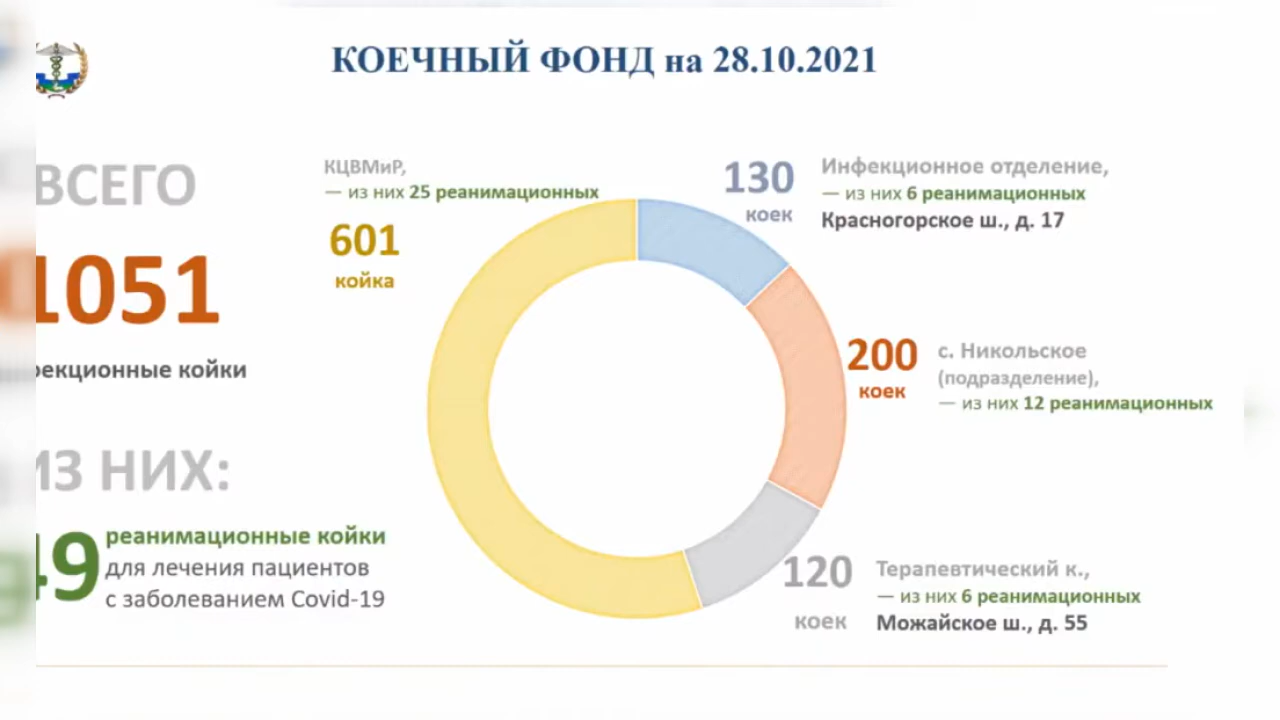 КОЕЧНЫЙ ФОНД на 28.10.2021
ВСЕГО
1051
КЦВМиР,
— из них 25 реанимационных
601
койка
130
коек
Инфекционное отделение,
— из них 6 реанимационных
Красногорское ш., д. 17
200
коек
с. Никольское
(подразделение),
— из них 12 реанимационных
койки
ИЗ НИХ:
49
реанимационные койки
для лечения пациентов
с заболеванием Covid-19
120
коек
Терапевтический к.,
— из них 6 реанимационных
Можайское ш., д. 55